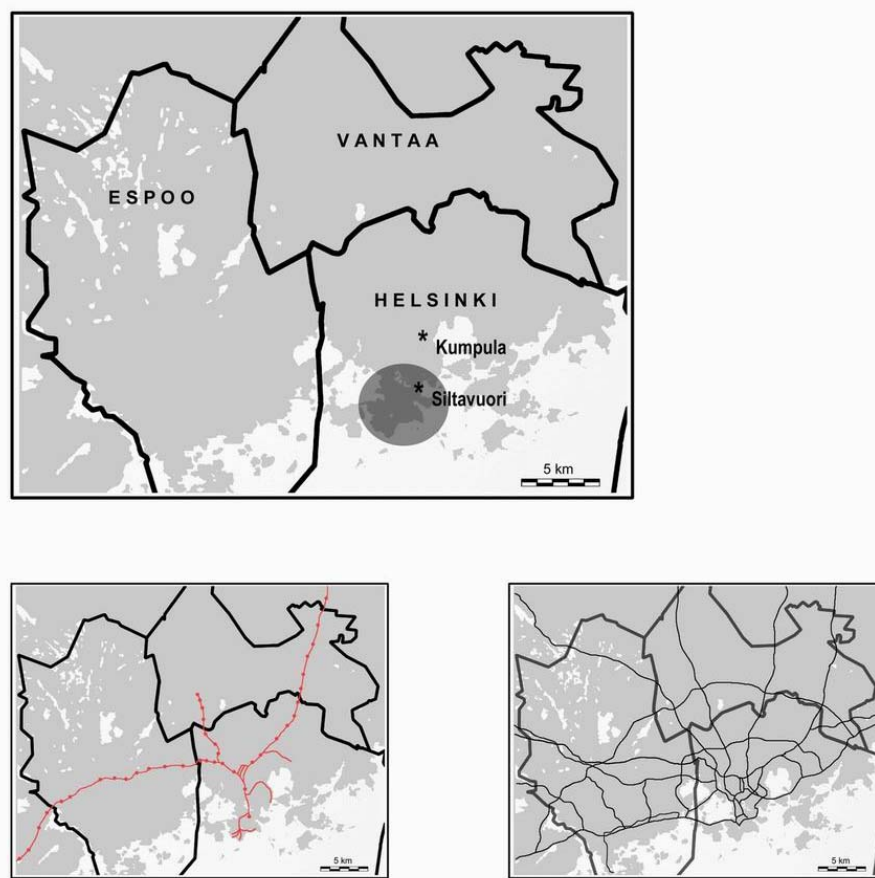 VANTAA
ESPOO
HELSINKI
* Kumpula
* Siltavuori
5 km
5 km
5 km